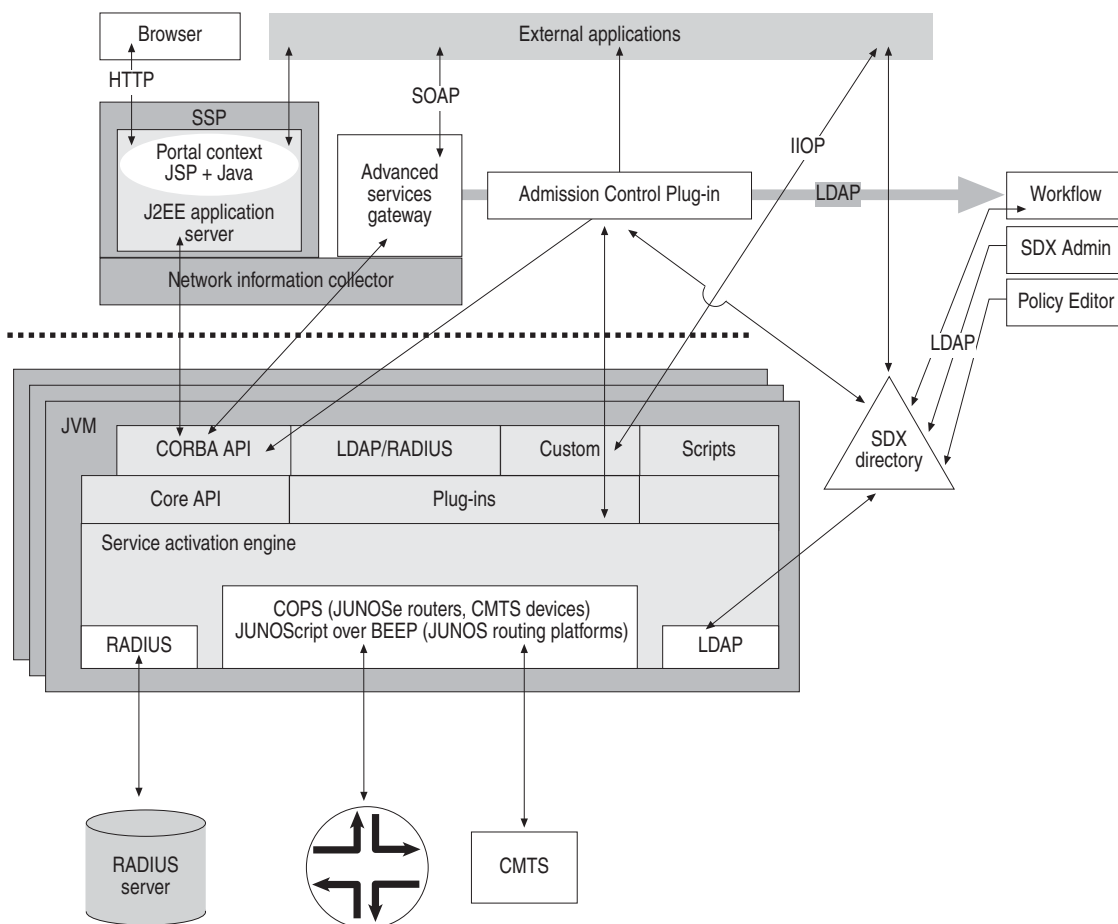 Browser
External applications
HTTP
SOAP
SSP
Portal context
JSP + Java
J2EE application
server
Advanced
services
gateway
IIOP
Admission Control Plug-in
LDAP
Workflow
SDX Admin
Policy Editor
Network information collector
LDAP
JVM
CORBA API
LDAP/RADIUS
Custom
Scripts
SDX
directory
Core API
Plug-ins
Service activation engine
COPS (JUNOSe routers, CMTS devices)
JUNOScript over BEEP (JUNOS routing platforms)
RADIUS
LDAP
RADIUS
server
CMTS